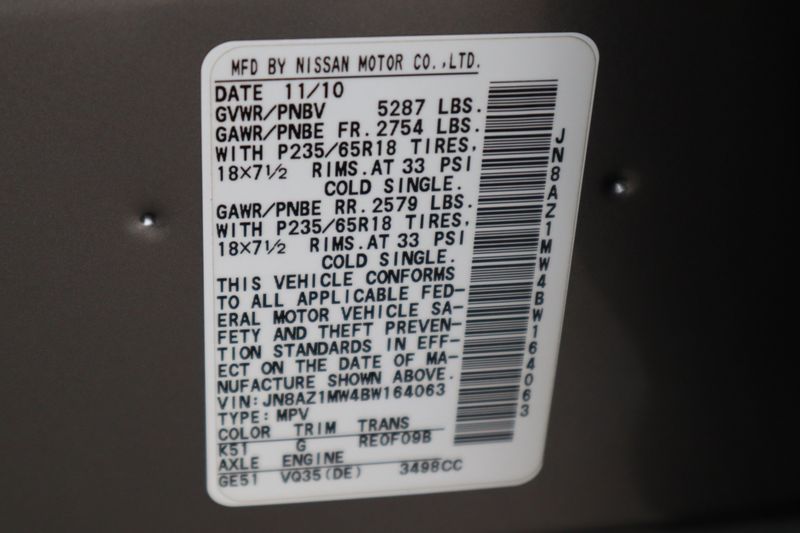 MFD BY NISSAN MOTOR CO.,LTD.
DATE 11/10
GVWR/PNBV 5287 LBS.
GAWR/PNBE FR. 2754 LBS.
WITH P235/65R18 TIRES,
18×7½ RIMS.AT 33 PSI
COLD SINGLE.
GAWR/PNBE RR. 2579 LBS.
WITH P235/65R18 TIRES,
18×7½ RIMS.AT 33 PSI
COLD SINGLE.
THIS VEHICLE CONFORMS
TO ALL APPLICABLE FED-
ERAL MOTOR VEHICLE SA-
FETY AND THEFT PREVEN-
TION STANDARDS IN EFF-
ECT ON THE DATE OF MA-
NUFACTURE SHOWN ABOVE.
VIN:JN8AZ1MW4BW164063
TYPE:MPV
COLOR TRIM TRANS
K51 G RE0F09B
AXLE ENGINE
GE51 VQ35(DE) 3498CC
JN8AZ1MW4BW164063